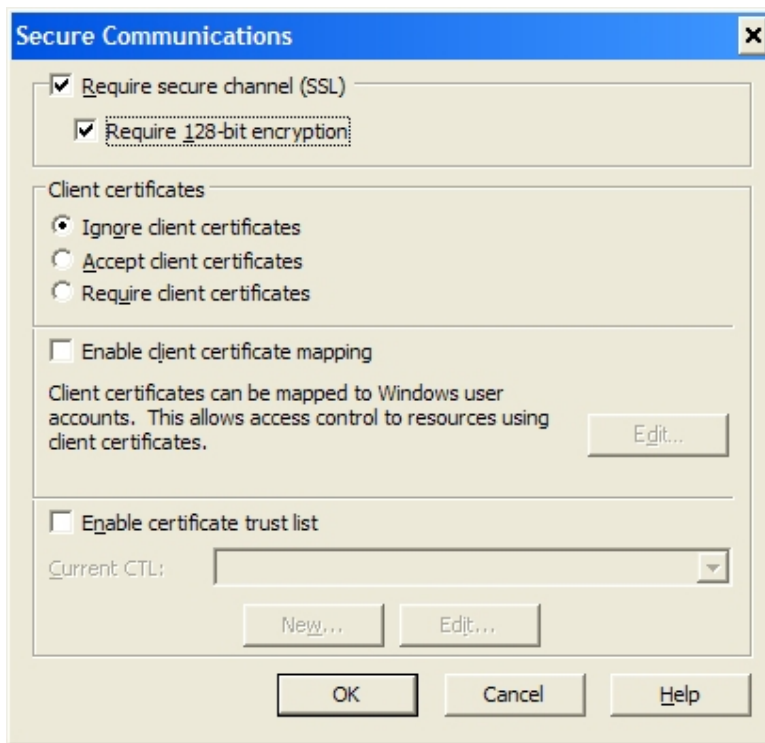 Secure Communications
Require secure channel (SSL)
Require 128-bit encryption
Client certificates
Ignore client certificates
Accept client certificates
Require client certificates
Enable client certificate mapping
Client certificates can be mapped to Windows user
accounts. This allows access control to resources using
client certificates.
Edit...
Enable certificate trust list
Current CTL:
New...
Edit...
OK
Cancel
Help